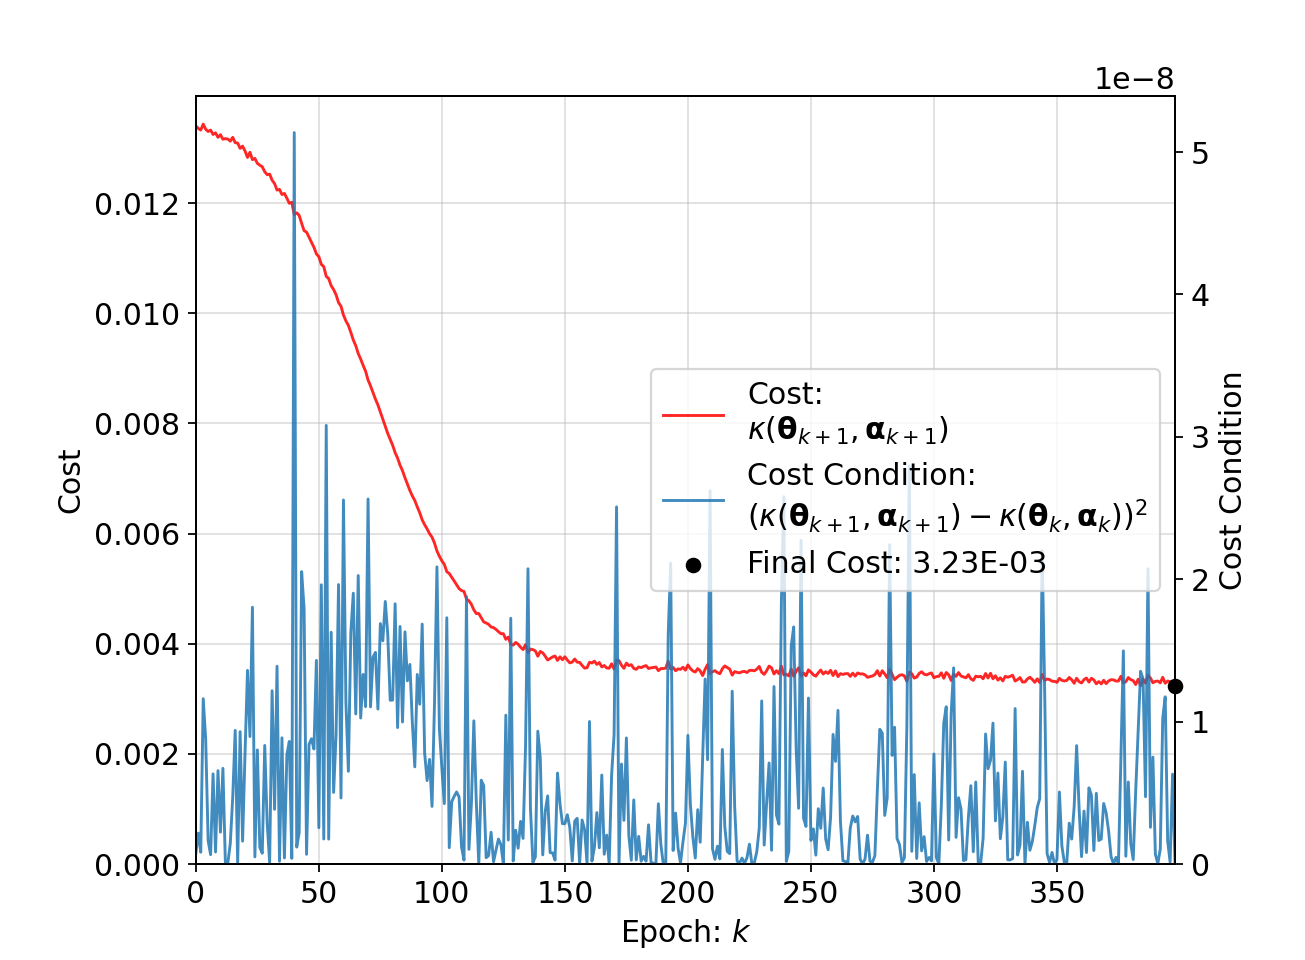 1e−8
0.012
0.010
0.008
0.006
0.004
0.002
0.000
Cost
5
4
3
2
1
0
Cost Condition
Cost:
κ(θₖ₊₁, αₖ₊₁)
Cost Condition:
(κ(θₖ₊₁, αₖ₊₁) − κ(θₖ, αₖ))²
Final Cost: 3.23E-03
0 50 100 150 200 250 300 350
Epoch: k